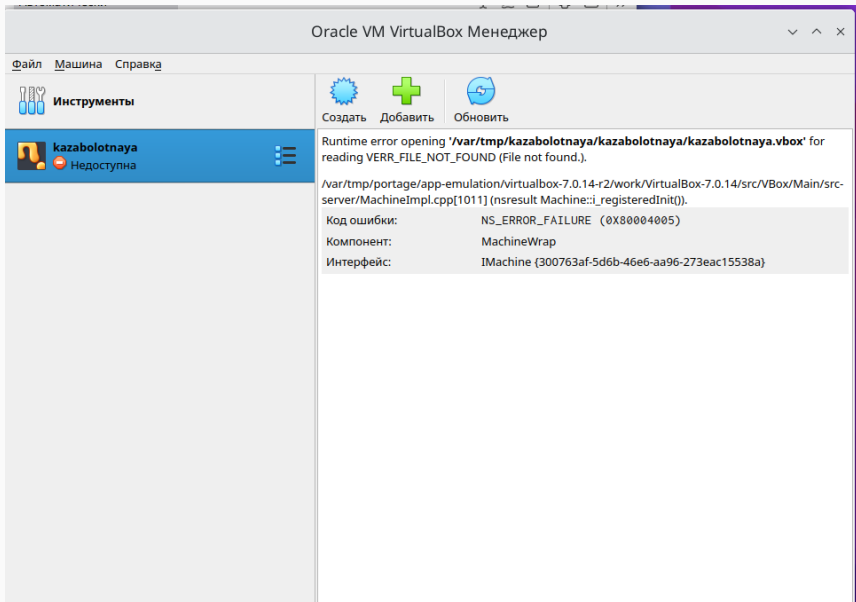 Oracle VM VirtualBox Менеджер
Файл Машина Справка
Инструменты
Создать Добавить Обновить
kazabolotnaya
Недоступна
Runtime error opening '/var/tmp/kazabolotnaya/kazabolotnaya/kazabolotnaya.vbox' for
reading VERR_FILE_NOT_FOUND (File not found.).
/var/tmp/portage/app-emulation/virtualbox-7.0.14-r2/work/VirtualBox-7.0.14/src/VBox/Main/src-
server/MachineImpl.cpp[1011] (nsresult Machine::i_registeredInit()).
Код ошибки: NS_ERROR_FAILURE (0X80004005)
Компонент: MachineWrap
Интерфейс: IMachine {300763af-5d6b-46e6-aa96-273eac15538a}